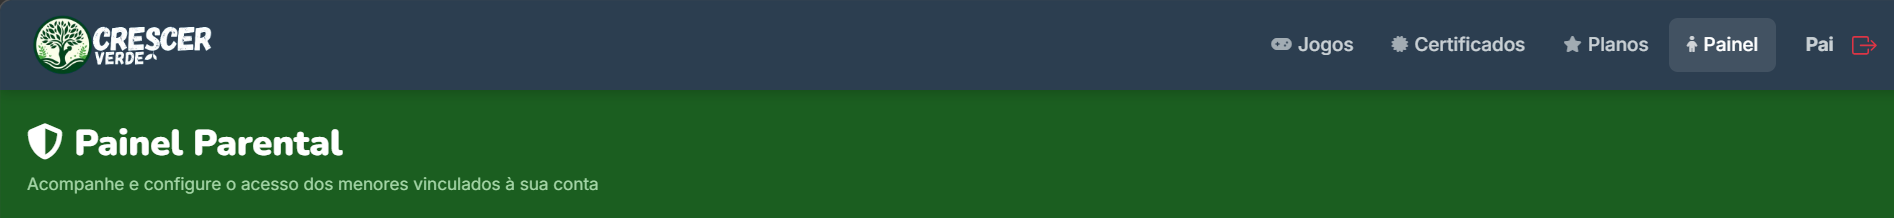 CRESCER
VERDE
Jogos Certificados Planos Painel Pai
Painel Parental
Acompanhe e configure o acesso dos menores vinculados à sua conta